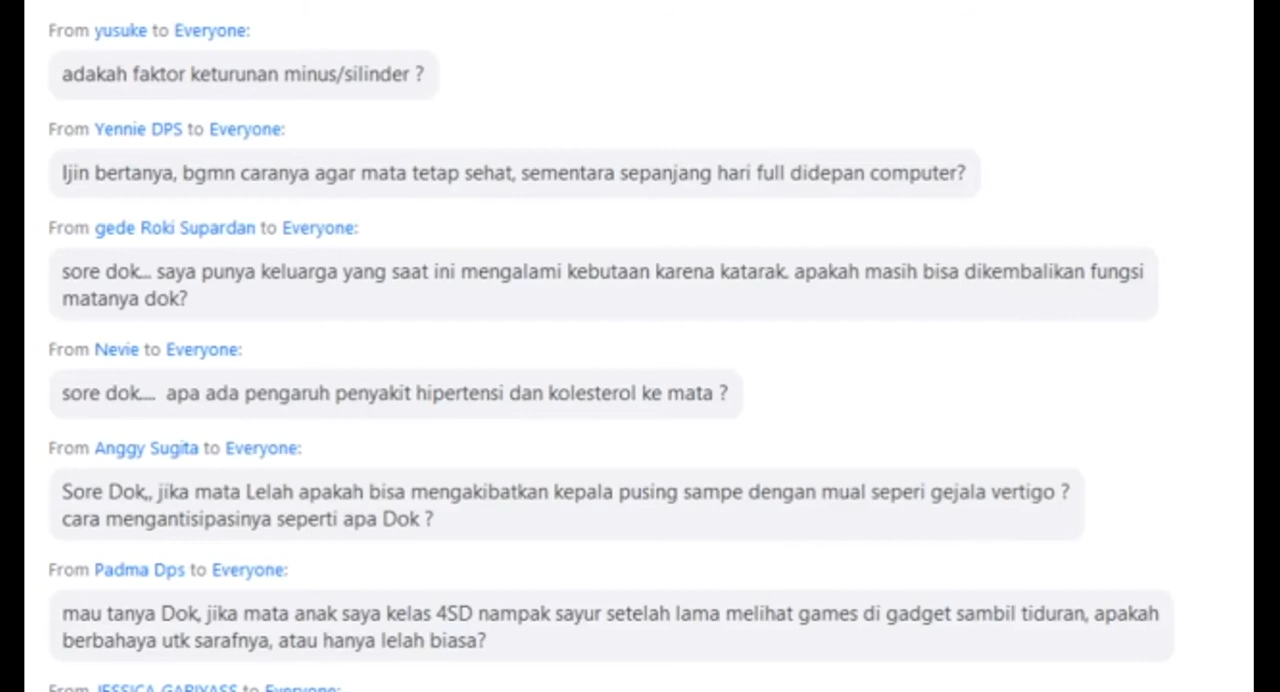 From yusuke to Everyone:
adakah faktor keturunan minus/silinder ?
From Yennie DPS to Everyone:
Ijin bertanya, bgmn caranya agar mata tetap sehat, sementara sepanjang hari full didepan computer?
From gede Roki Supardan to Everyone:
sore dok... saya punya keluarga yang saat ini mengalami kebutaan karena katarak. apakah masih bisa dikembalikan fungsi
matanya dok?
From Nevie to Everyone:
sore dok.... apa ada pengaruh penyakit hipertensi dan kolesterol ke mata ?
From Anggy Sugita to Everyone:
Sore Dok,, jika mata Lelah apakah bisa mengakibatkan kepala pusing sampe dengan mual seperi gejala vertigo ?
cara mengantisipasinya seperti apa Dok ?
From Padma Dps to Everyone:
mau tanya Dok, jika mata anak saya kelas 4SD nampak sayur setelah lama melihat games di gadget sambil tiduran, apakah
berbahaya utk sarafnya, atau hanya lelah biasa?
From JESSICA GARIYASS to Everyone: